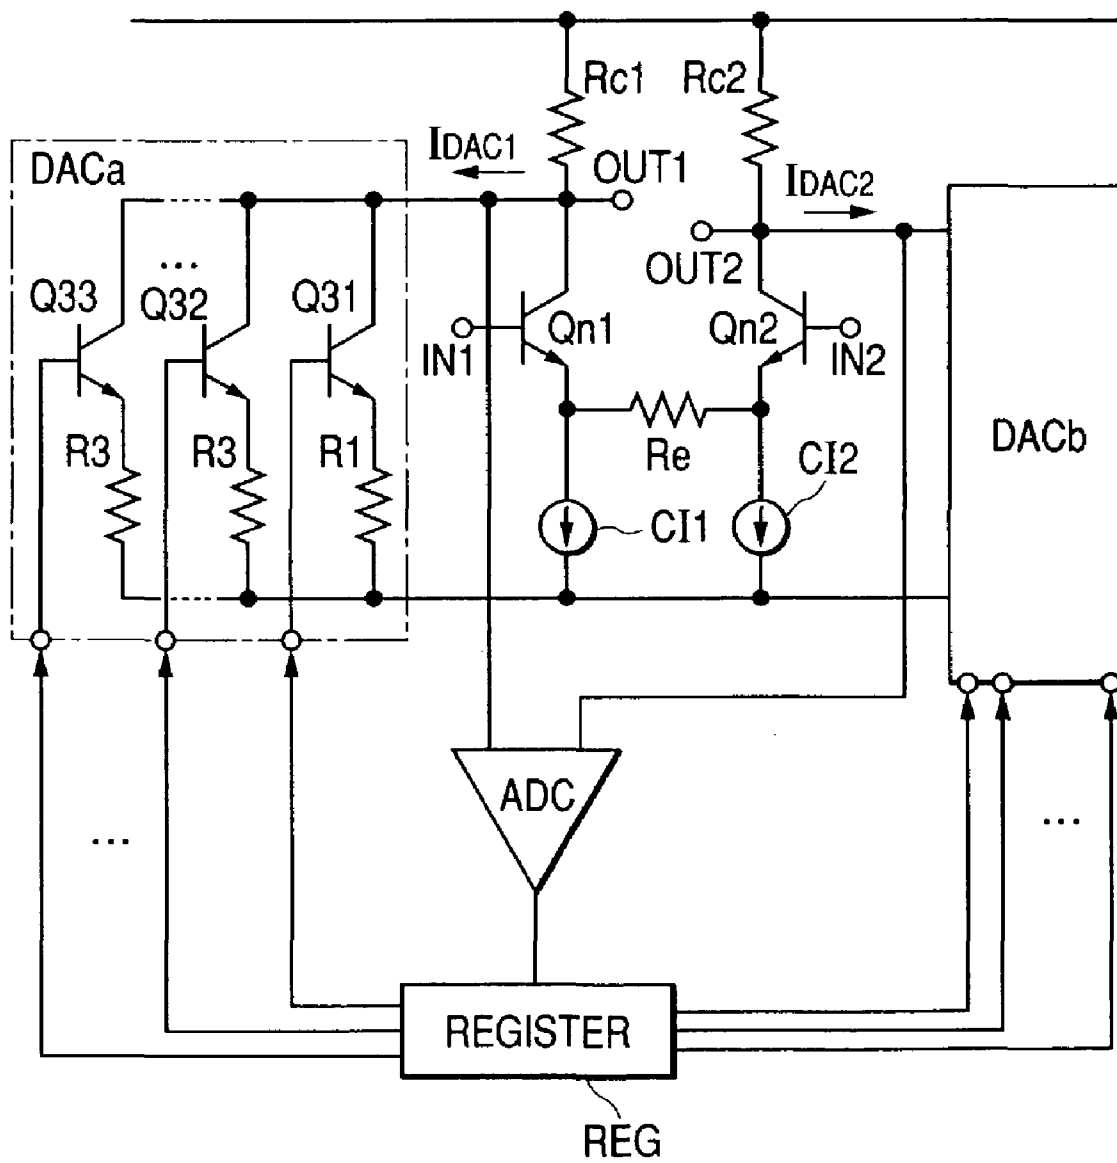 Rc1
Rc2
DACa
IDAC1
OUT1
IDAC2
...
OUT2
Q33
Q32
Q31
IN1
Qn1
Qn2
IN2
R3
R3
R1
Re
DACb
CI2
CI1
ADC
...
...
REGISTER
REG